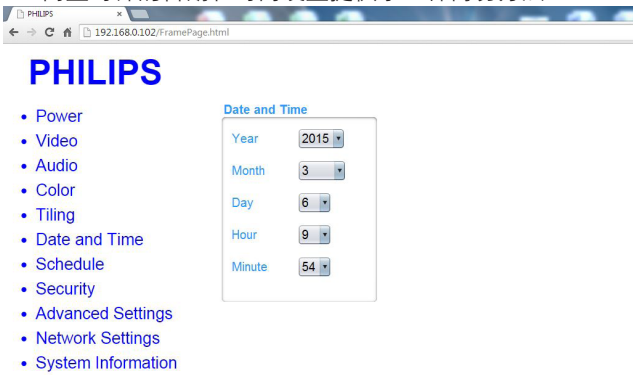 PHILIPS
192.168.0.102/FramePage.html
PHILIPS
Power
Video
Audio
Color
Tiling
Date and Time
Schedule
Security
Advanced Settings
Network Settings
System Information
Date and Time
Year 2015
Month 3
Day 6
Hour 9
Minute 54